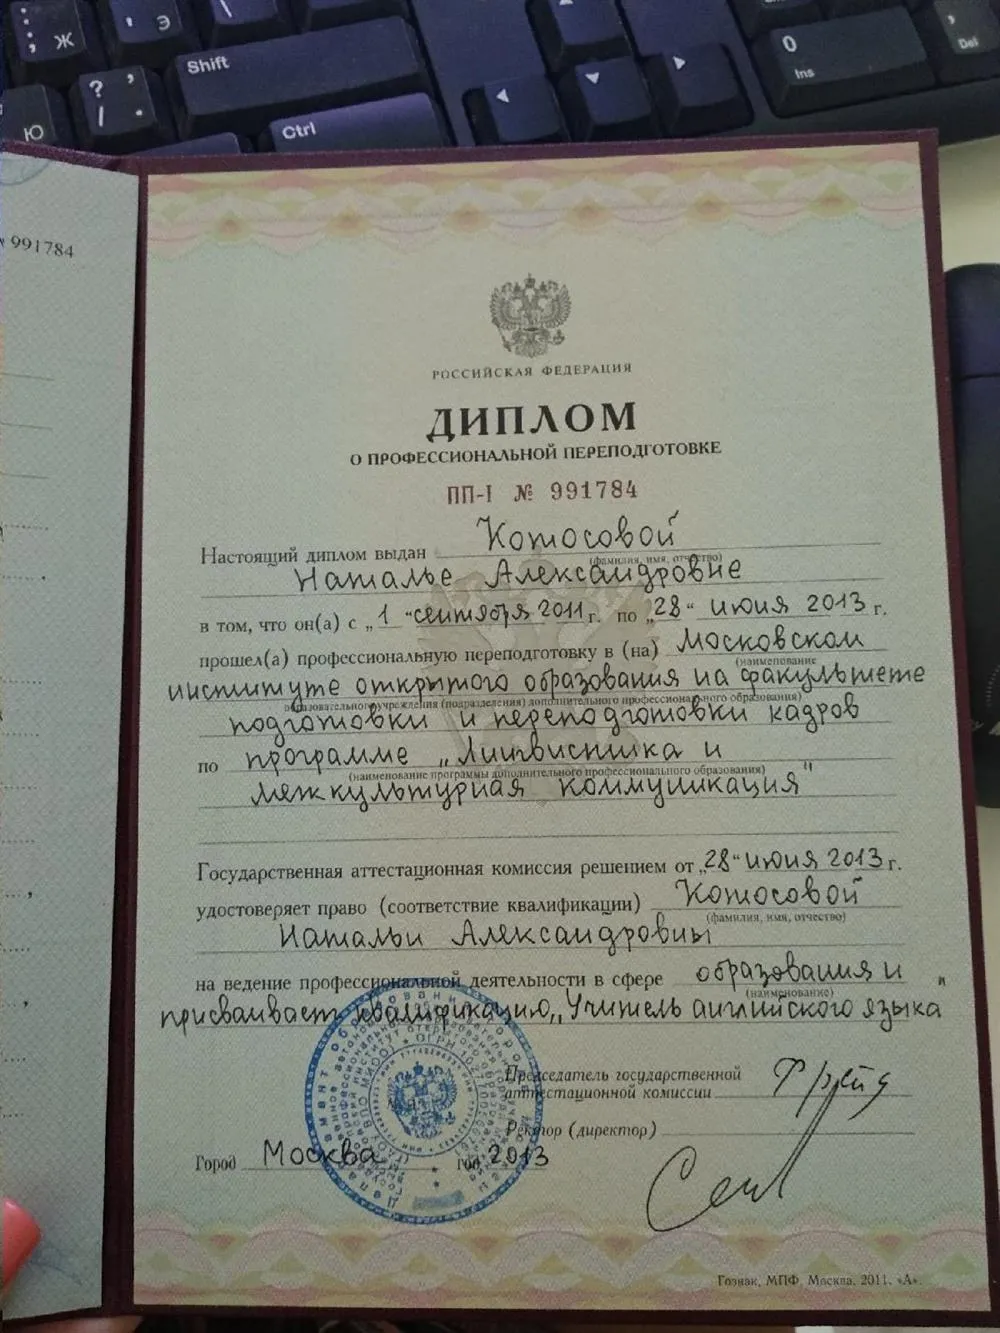 ; ж
: 
' Э
Shift
? ,
/ .
Ю
Ctrl
0
Ins
,
Del
991784
РОССИЙСКАЯ ФЕДЕРАЦИЯ
ДИПЛОМ
О ПРОФЕССИОНАЛЬНОЙ ПЕРЕПОДГОТОВКЕ
ПП-I № 991784
Настоящий диплом выдан Котосовой
(фамилия, имя, отчество)
Наталье Александровне
в том, что он(а) с „1" сентября 2011 г. по „28" июня 2013 г.
прошел(а) профессиональную переподготовку в (на) Московском
(наименование
институте открытого образования на факультете
образовательного учреждения (подразделения) дополнительного профессионального образования)
подготовки и переподготовки кадров
по программе „Лингвистика и
(наименование программы дополнительного профессионального образования)
межкультурная коммуникация"
Государственная аттестационная комиссия решением от „28" июня 2013 г.
удостоверяет право (соответствие квалификации) Котосовой
(фамилия, имя, отчество)
Натальи Александровны
на ведение профессиональной деятельности в сфере образования и
(наименование)
присваивает квалификацию „Учитель английского языка
"
Председатель государственной
аттестационной комиссии
Ректор (директор)
Город Москва год 2013
Гознак, МПФ, Москва, 2011, «А».